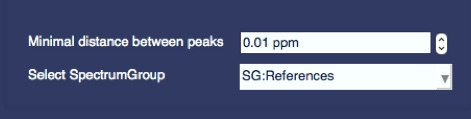 Minimal distance between peaks 0.01 ppm
Select SpectrumGroup SG:References